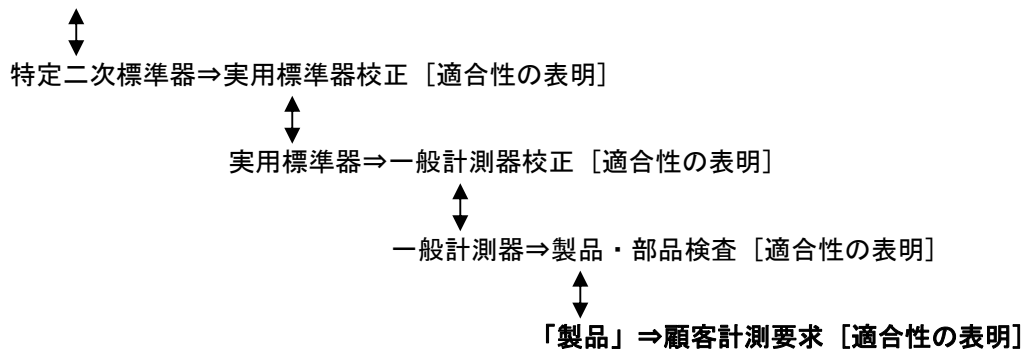 特定二次標準器⇒実用標準器校正［適合性の表明］
実用標準器⇒一般計測器校正［適合性の表明］
一般計測器⇒製品・部品検査［適合性の表明］
「製品」⇒顧客計測要求［適合性の表明］